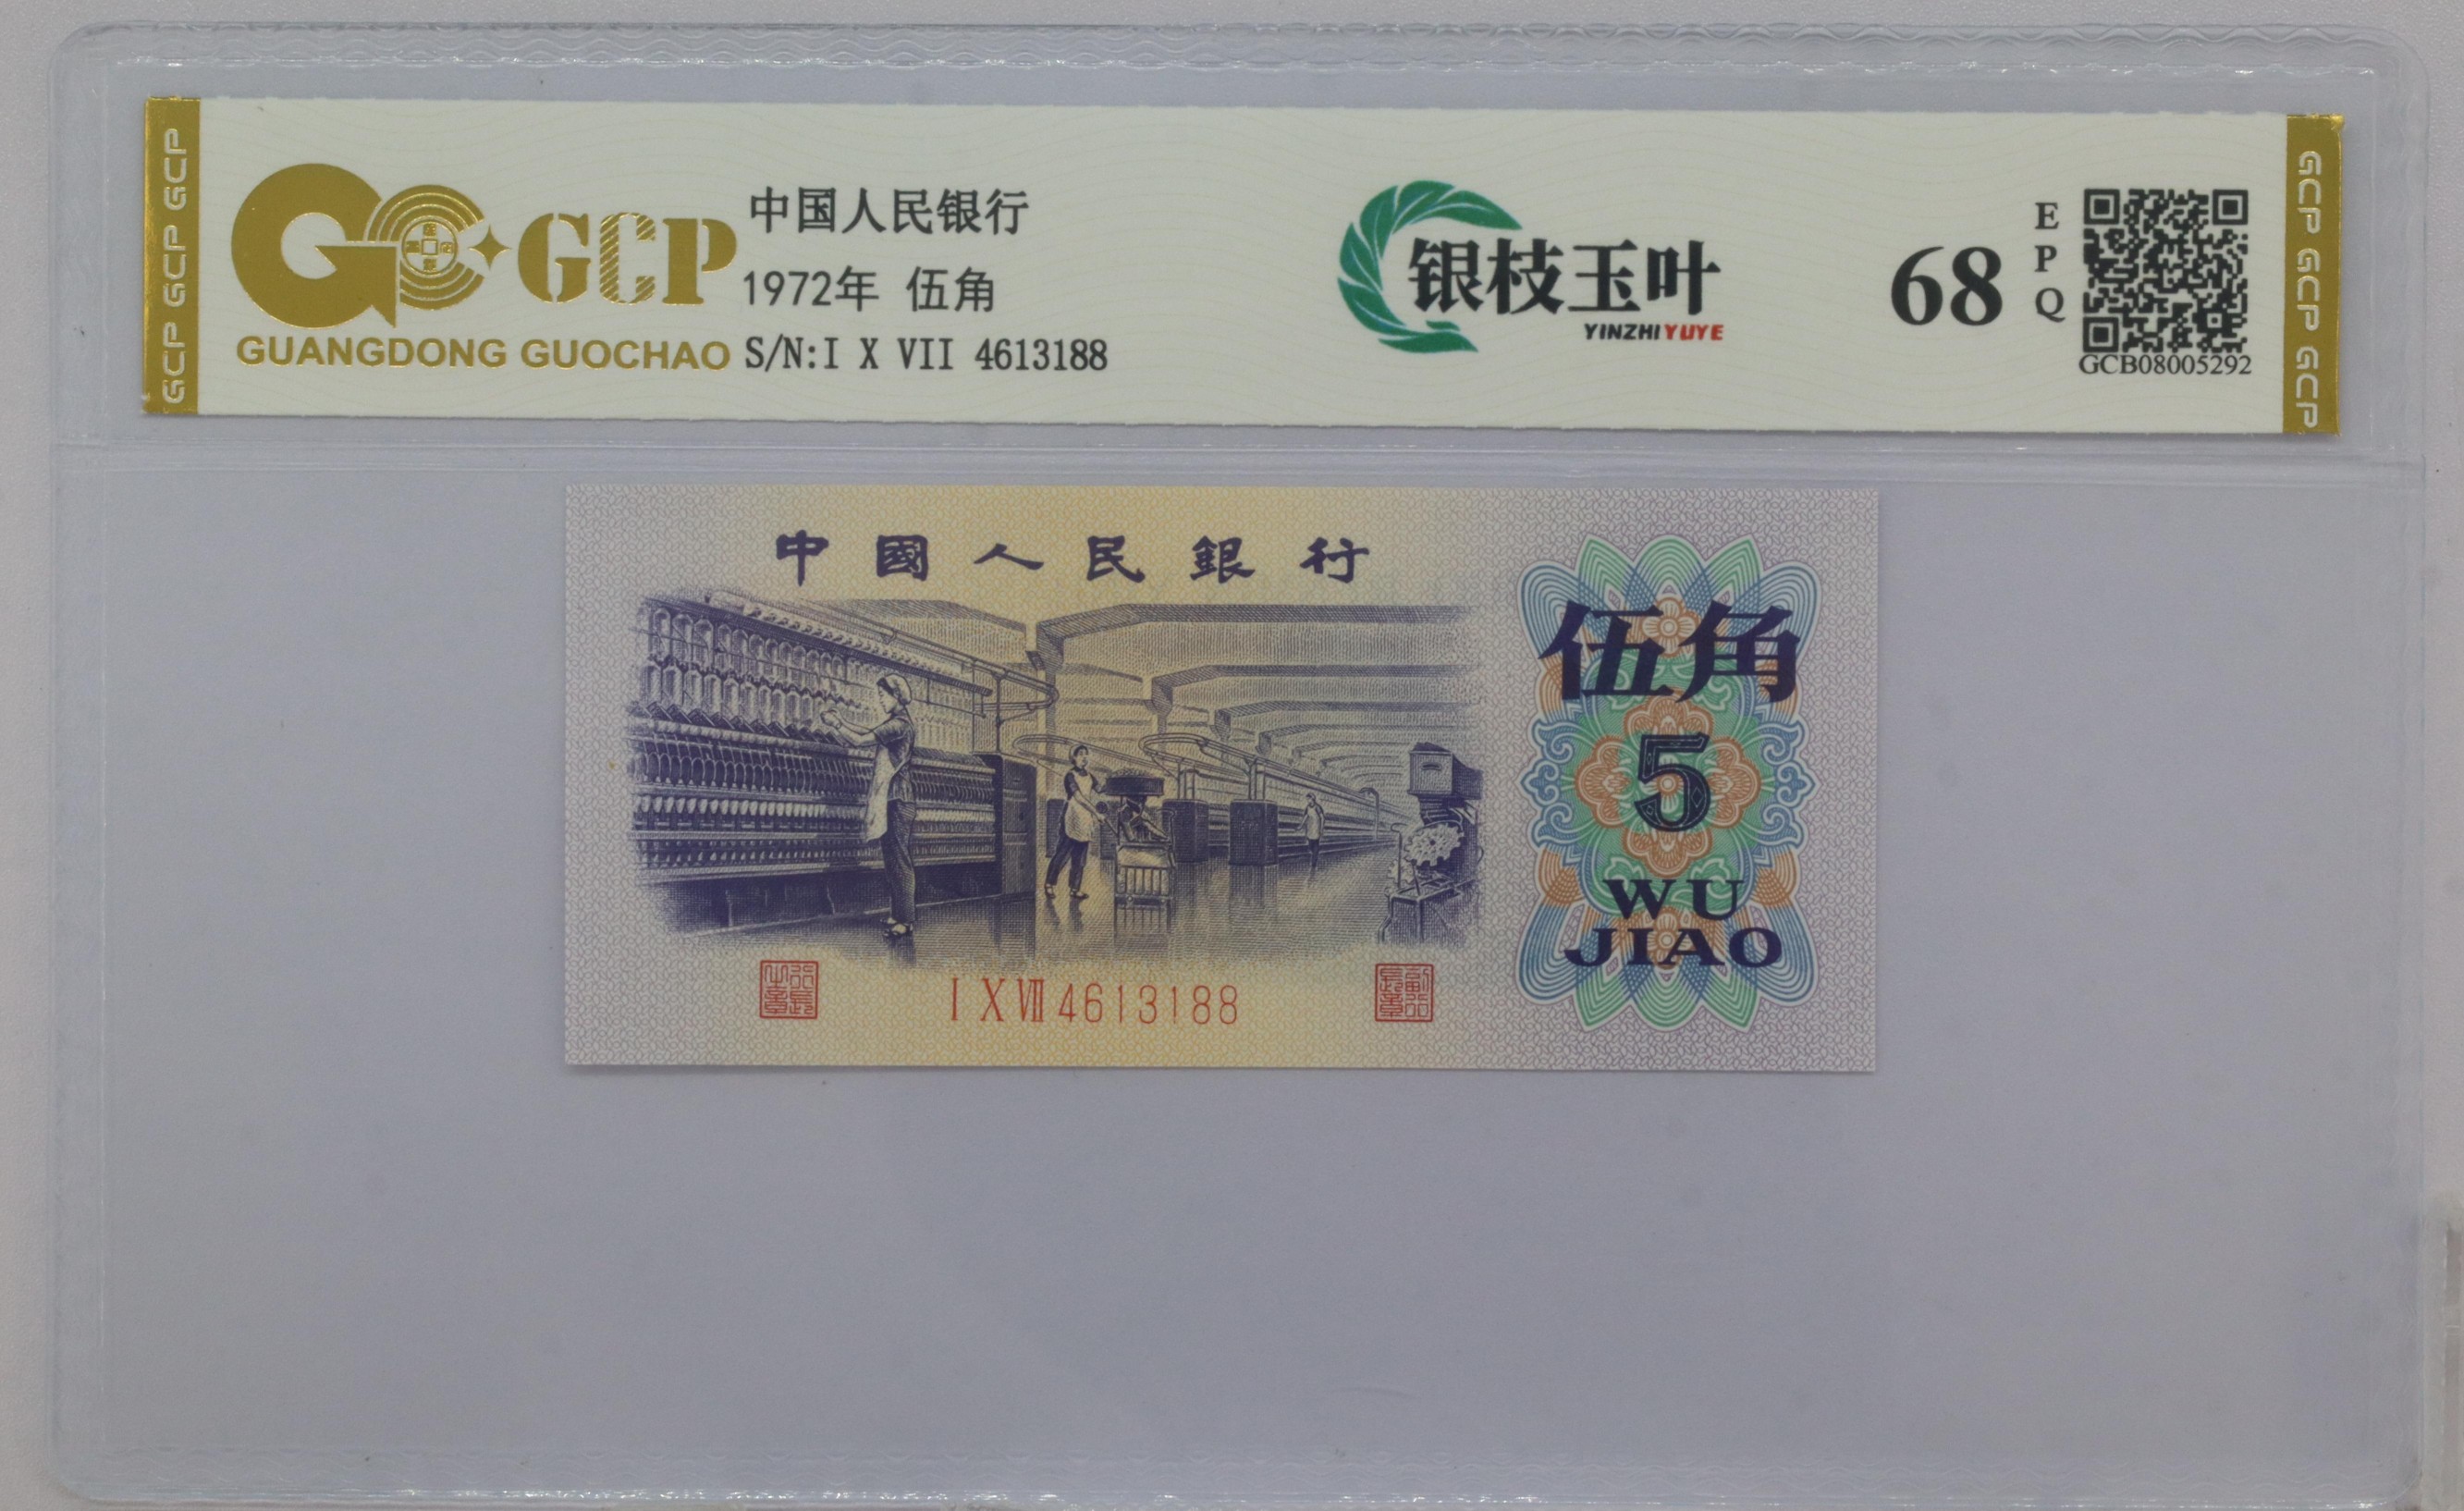 GCP GCP GCP
GCP
GUANGDONG GUOCHAO
中国人民银行
1972年 伍角
S/N:I X VII 4613188
银枝玉叶
YINZHIYUYE
68
EPQ
GCB08005292
GCP GCP GCP
中國人民銀行
伍角
5
WU
JIAO
I X VII 4613188